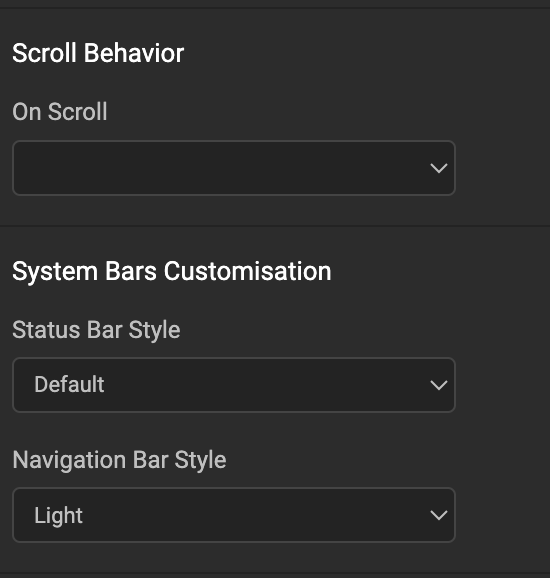 Scroll Behavior
On Scroll
System Bars Customisation
Status Bar Style
Default
Navigation Bar Style
Light